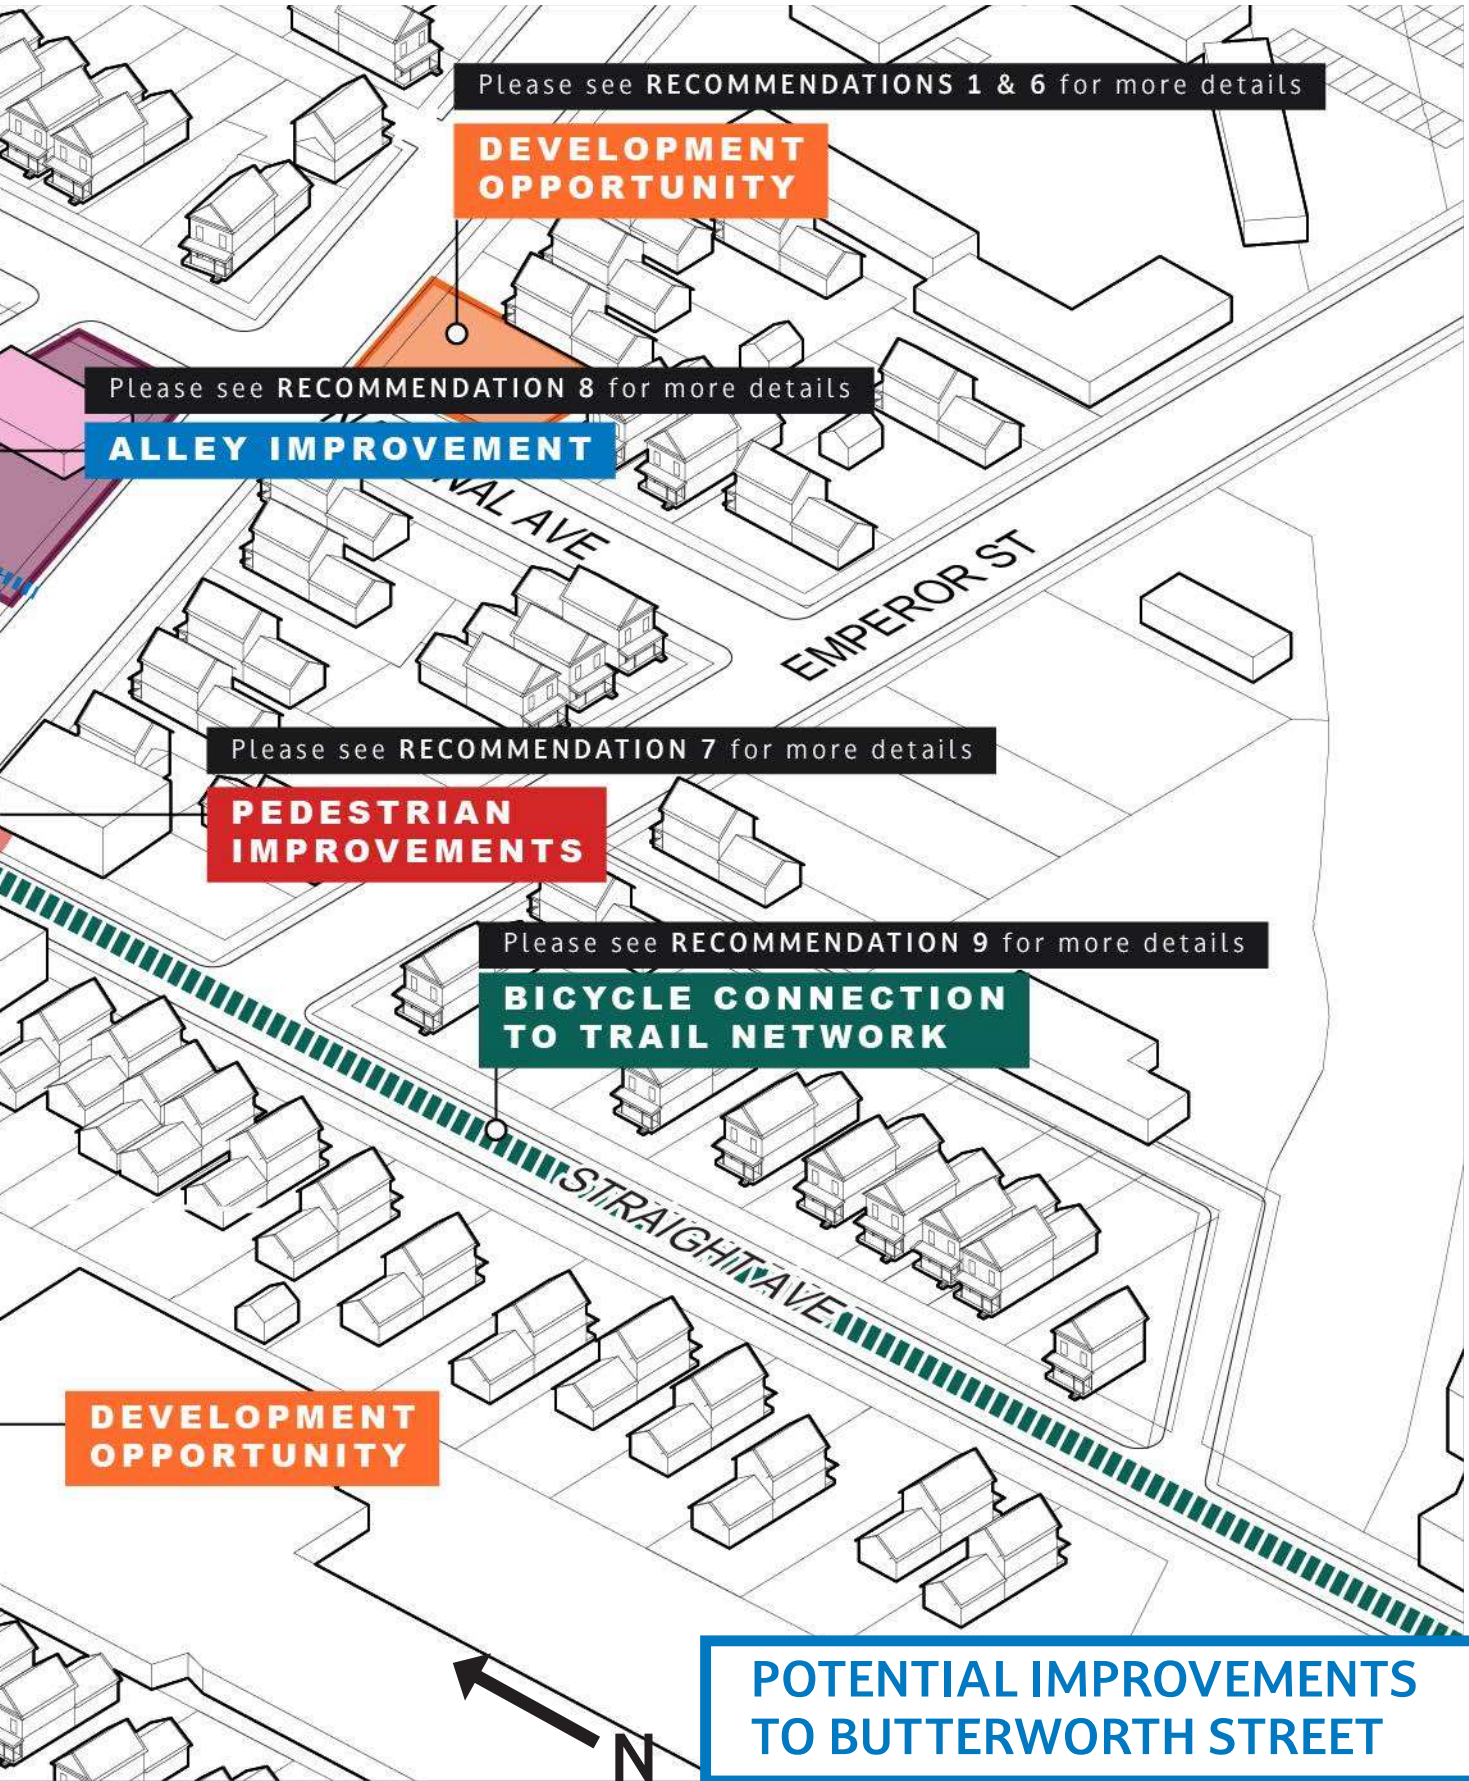 Please see RECOMMENDATIONS 1 & 6 for more details
DEVELOPMENT
OPPORTUNITY
Please see RECOMMENDATION 8 for more details
ALLEY IMPROVEMENT
AVE
EMPEROR ST
Please see RECOMMENDATION 7 for more details
PEDESTRIAN
IMPROVEMENTS
Please see RECOMMENDATION 9 for more details
BICYCLE CONNECTION
TO TRAIL NETWORK
STRAIGHT AVE
DEVELOPMENT
OPPORTUNITY
N
POTENTIAL IMPROVEMENTS
TO BUTTERWORTH STREET